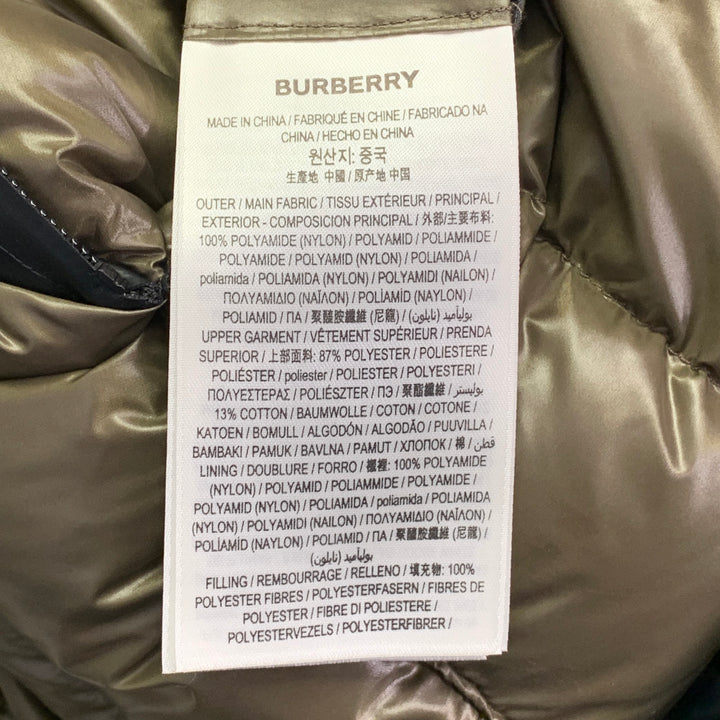 BURBERRY
MADE IN CHINA / FABRIQUÉ EN CHINE / FABRICADO NA
CHINA / HECHO EN CHINA
원산지: 중국
生產地 中國 / 原产地 中国
OUTER / MAIN FABRIC / TISSU EXTÉRIEUR / PRINCIPAL /
EXTERIOR - COMPOSICION PRINCIPAL / 外部/主要布料:
100% POLYAMIDE (NYLON) / POLYAMID / POLIAMMIDE /
POLYAMIDE / POLYAMID (NYLON) / POLIAMIDA /
poliamida / POLIAMIDA (NYLON) / POLYAMIDI (NAILON) /
ΠΟΛΥΑΜΙΔΙΟ (ΝΑΪΛΟΝ) / POLÍAMÍD (NAYLON) /
POLIAMID / ПА / 聚醯胺纖維 (尼龍) / بوليأميد (نايلون) /
UPPER GARMENT / VÊTEMENT SUPÉRIEUR / PRENDA
SUPERIOR / 上部面料: 87% POLYESTER / POLIESTERE /
POLIÉSTER / poliester / POLIESTER / POLYESTERI /
ΠΟΛΥΕΣΤΕΡΑΣ / POLIÉSZTER / ПЭ / 聚酯纖維 / بوليستر /
13% COTTON / BAUMWOLLE / COTON / COTONE /
KATOEN / BOMULL / ALGODÓN / ALGODÃO / PUUVILLA /
ΒΑΜΒΑΚΙ / PAMUK / BAVLNA / PAMUT / ХЛОПОК / 棉 / قطن /
LINING / DOUBLURE / FORRO / 襯裡: 100% POLYAMIDE
(NYLON) / POLYAMID / POLIAMMIDE / POLYAMIDE /
POLYAMID (NYLON) / POLIAMIDA / poliamida / POLIAMIDA
(NYLON) / POLYAMIDI (NAILON) / ΠΟΛΥΑΜΙΔΙΟ (ΝΑΪΛΟΝ) /
POLÍAMÍD (NAYLON) / POLIAMID / ПА / 聚醯胺纖維 (尼龍) /
بوليأميد (نايلون) /
FILLING / REMBOURRAGE / RELLENO / 填充物: 100%
POLYESTER FIBRES / POLYESTERFASERN / FIBRES DE
POLYESTER / FIBRE DI POLIESTERE /
POLYESTERVEZELS / POLYESTERFIBRER /